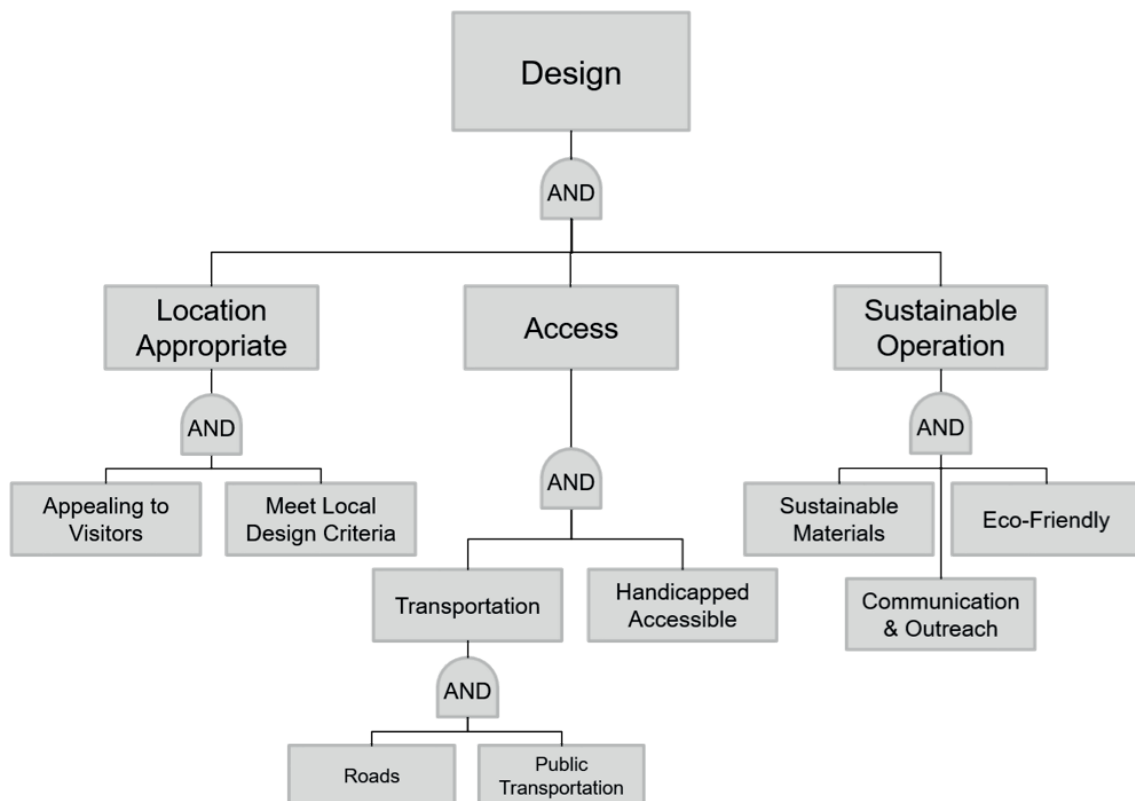 Design
AND
Location
Appropriate
Access
Sustainable
Operation
AND
AND
AND
Appealing to
Visitors
Meet Local
Design Criteria
Sustainable
Materials
Eco-Friendly
Transportation
Handicapped
Accessible
Communication
& Outreach
AND
Roads
Public
Transportation